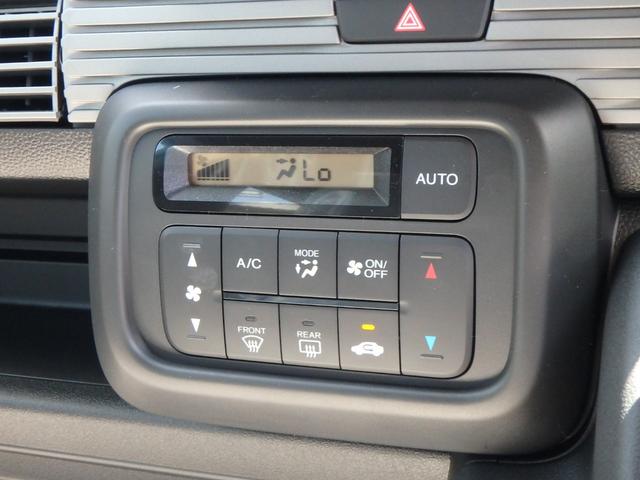 Lo
AUTO
A/C
MODE
ON/
OFF
FRONT
REAR